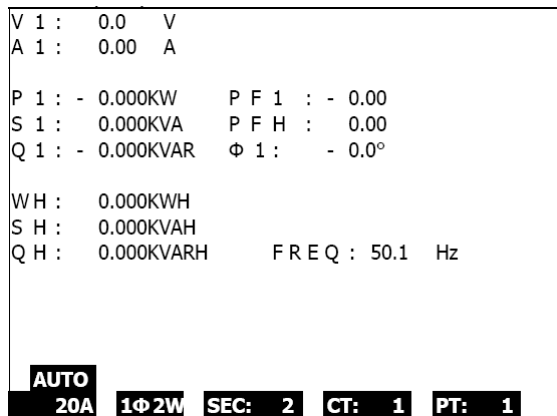 V 1 : 0.0 V
A 1 : 0.00 A
P 1 : - 0.000KW P F 1 : - 0.00
S 1 : 0.000KVA P F H : 0.00
Q 1 : - 0.000KVAR Φ 1 : - 0.0°
W H : 0.000KWH
S H : 0.000KVAH
Q H : 0.000KVARH F R E Q : 50.1 Hz
AUTO
20A 1Φ2W SEC: 2 CT: 1 PT: 1